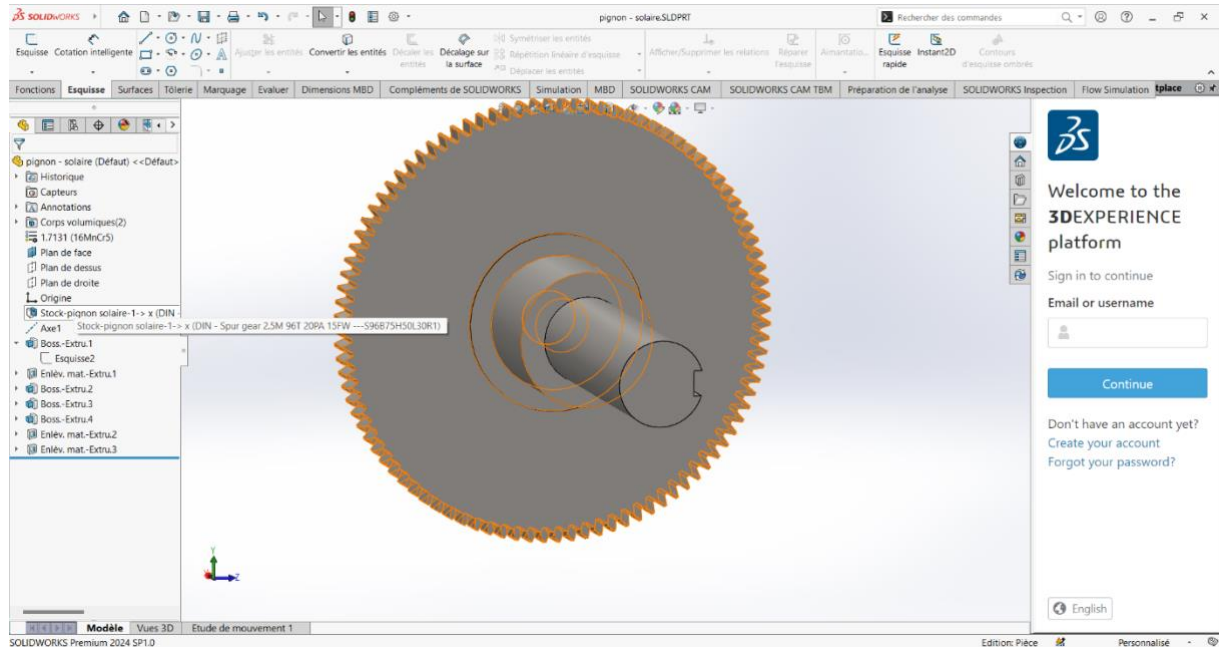 3S SOLIDWORKS
pignon - solaire.SLDPRT
Rechercher des commandes
Esquisse
Cotation intelligente
Ajuster les entités
Convertir les entités
Décaler les entités
Décalage sur la surface
Symétriser les entités
Répétition linéaire d'esquisse
Déplacer les entités
Afficher/Supprimer les relations
Réparer l'esquisse
Aimantatio...
Esquisse rapide
Instant2D
Contours d'esquisse ombrés
Fonctions Esquisse Surfaces Tôlerie Marquage Evaluer Dimensions MBD Compléments de SOLIDWORKS Simulation MBD SOLIDWORKS CAM SOLIDWORKS CAM TBM Préparation de l'analyse SOLIDWORKS Inspection Flow Simulation tplace
pignon - solaire (Défaut) <<Défaut>
Historique
Capteurs
Annotations
Corps volumiques(2)
1.7131 (16MnCr5)
Plan de face
Plan de dessus
Plan de droite
Origine
Stock-pignon solaire-1-> x (DIN -
Axe1
Stock-pignon solaire-1-> x (DIN - Spur gear 2.5M 96T 20PA 15FW ---S96B75H50L30R1)
Boss.-Extru.1
Esquisse2
Enlèv. mat.-Extru.1
Boss.-Extru.2
Boss.-Extru.3
Boss.-Extru.4
Enlèv. mat.-Extru.2
Enlèv. mat.-Extru.3
Y
Z
3S
Welcome to the
3DEXPERIENCE
platform
Sign in to continue
Email or username
Continue
Don't have an account yet?
Create your account
Forgot your password?
English
Modèle Vues 3D Etude de mouvement 1
SOLIDWORKS Premium 2024 SP1.0
Edition: Pièce
Personnalisé